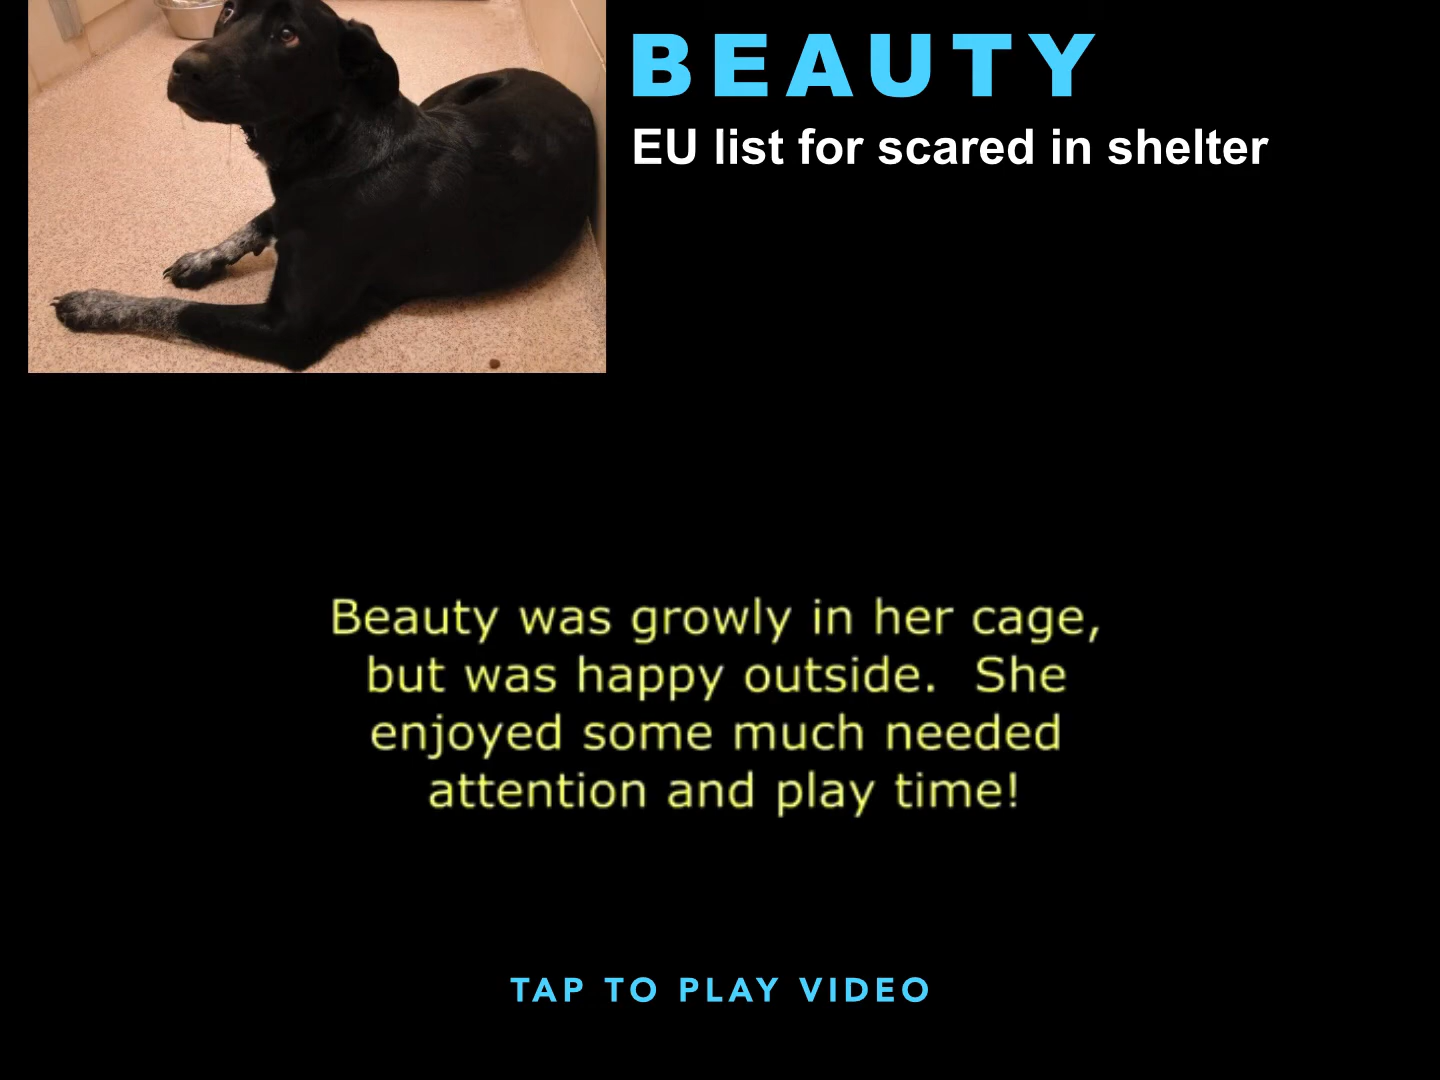 BEAUTY
EU list for scared in shelter
Beauty was growly in her cage,
but was happy outside.  She
enjoyed some much needed
attention and play time!
TAP TO PLAY VIDEO